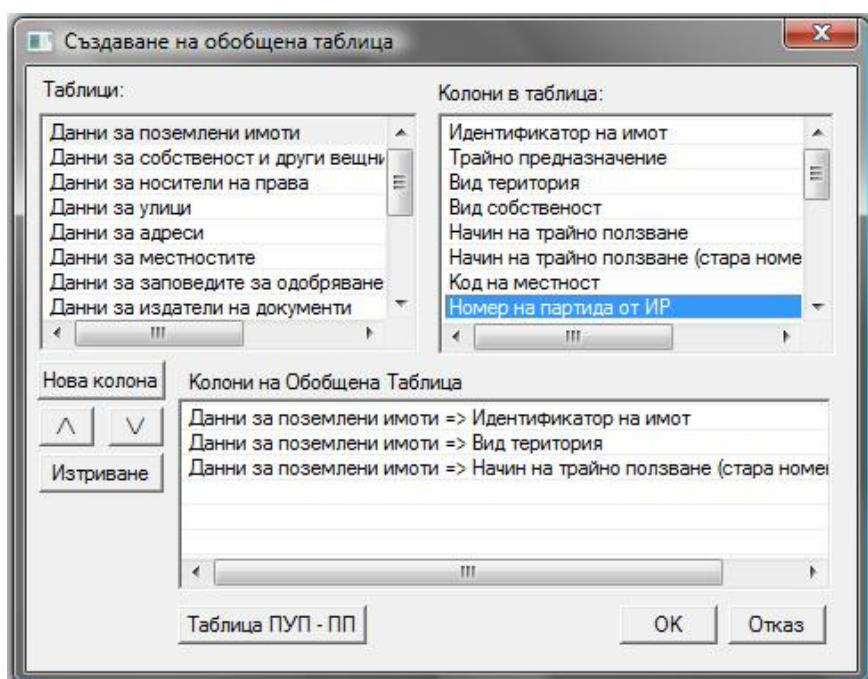 Създаване на обобщена таблица
X
Таблици:
Данни за поземлени имоти
Данни за собственост и други вещни
Данни за носители на права
Данни за улици
Данни за адреси
Данни за местностите
Данни за заповедите за одобряване
Данни за издатели на документи
Колони в таблица:
Идентификатор на имот
Трайно предназначение
Вид територия
Вид собственост
Начин на трайно ползване
Начин на трайно ползване (стара номе
Код на местност
Номер на партида от ИР
Нова колона
Изтриване
Колони на Обобщена Таблица
Данни за поземлени имоти => Идентификатор на имот
Данни за поземлени имоти => Вид територия
Данни за поземлени имоти => Начин на трайно ползване (стара номе
Таблица ПУП - ПП
OK
Отказ